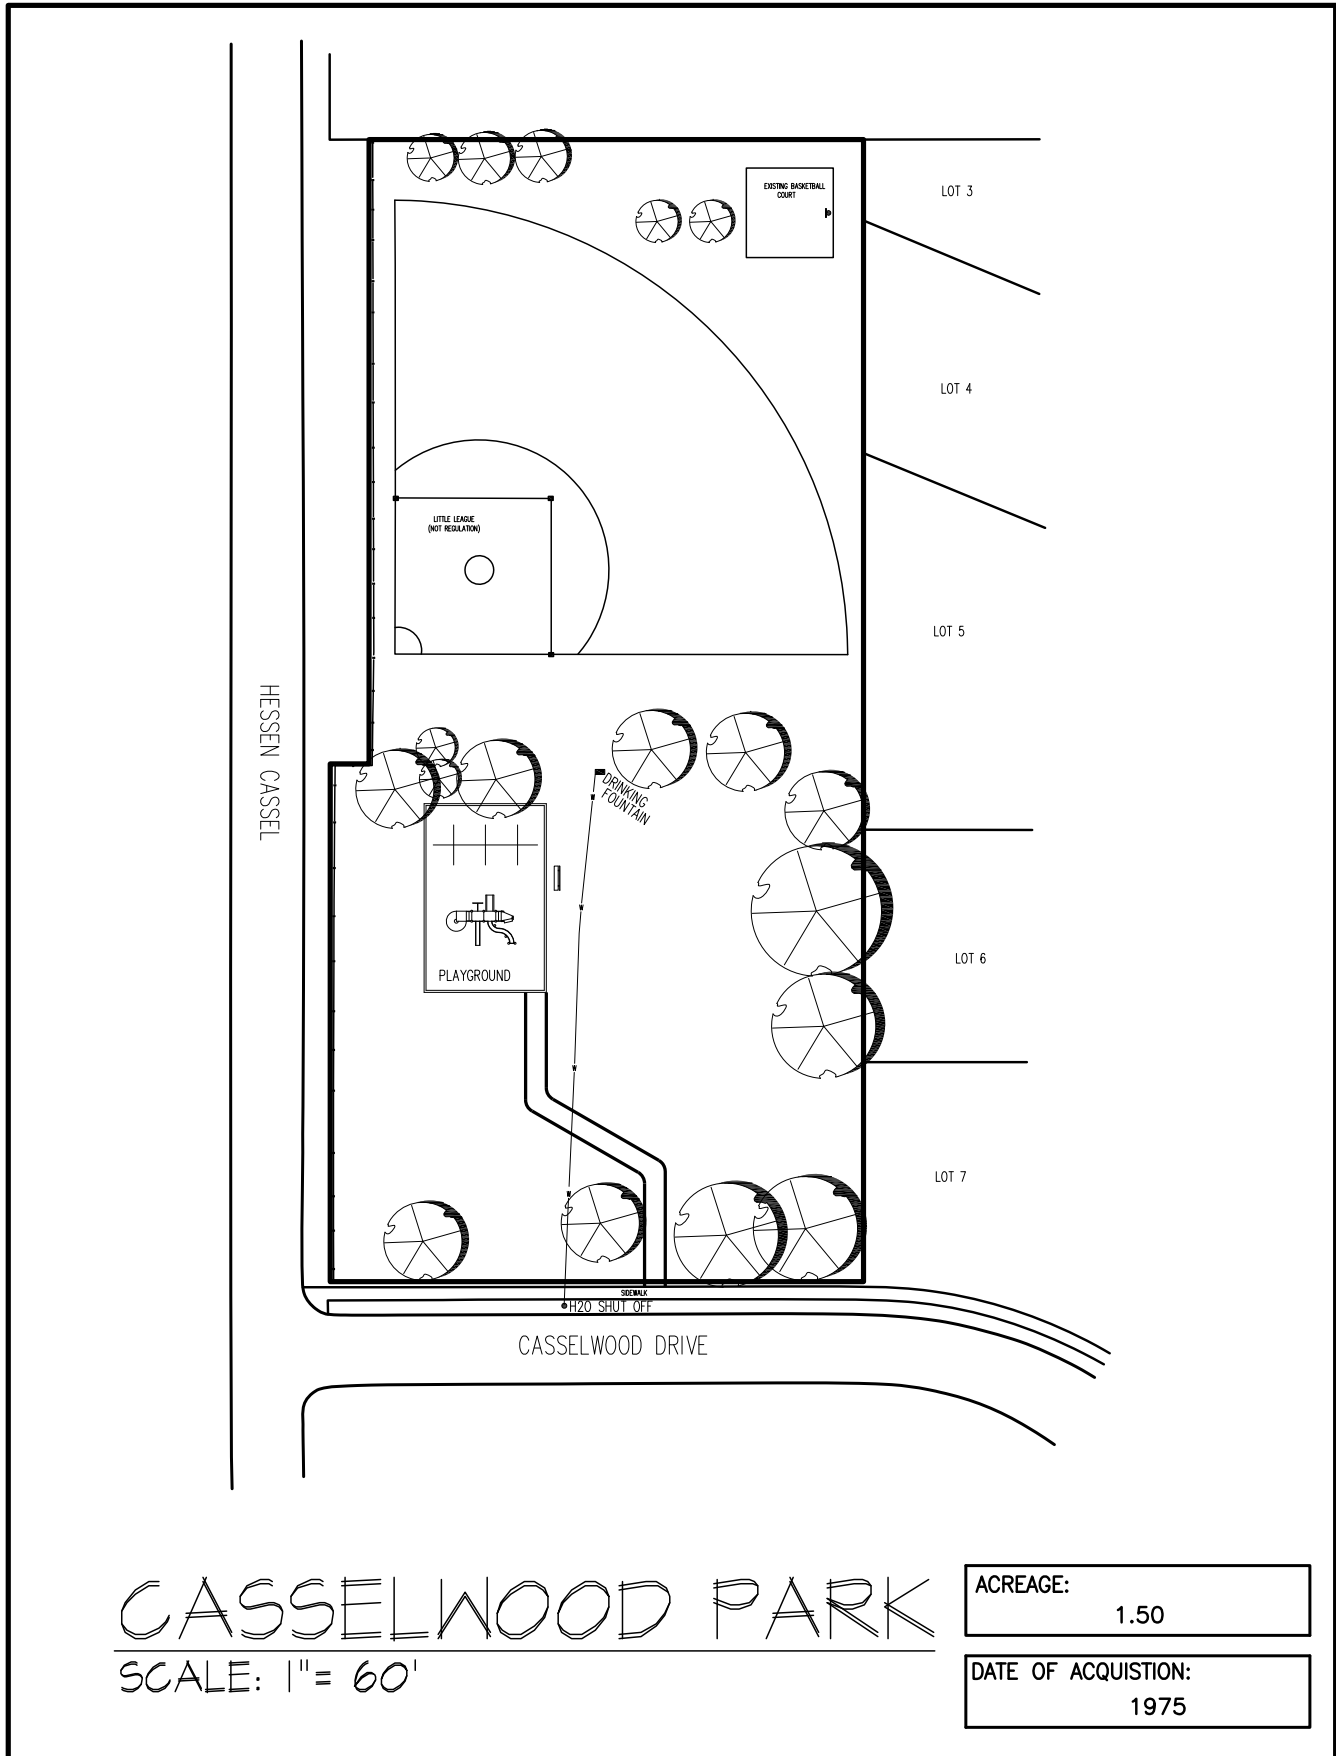 EXISTING BASKETBALL
COURT
LOT 3
LOT 4
LITTLE LEAGUE
(NOT REGULATION)
LOT 5
HESSEN CASSEL
DRINKING
FOUNTAIN
W
W
PLAYGROUND
LOT 6
W
LOT 7
W
SIDEWALK
H2O SHUT OFF
CASSELWOOD DRIVE
CASSELWOOD PARK
SCALE: 1"= 60'
ACREAGE:
1.50
DATE OF ACQUISTION:
1975